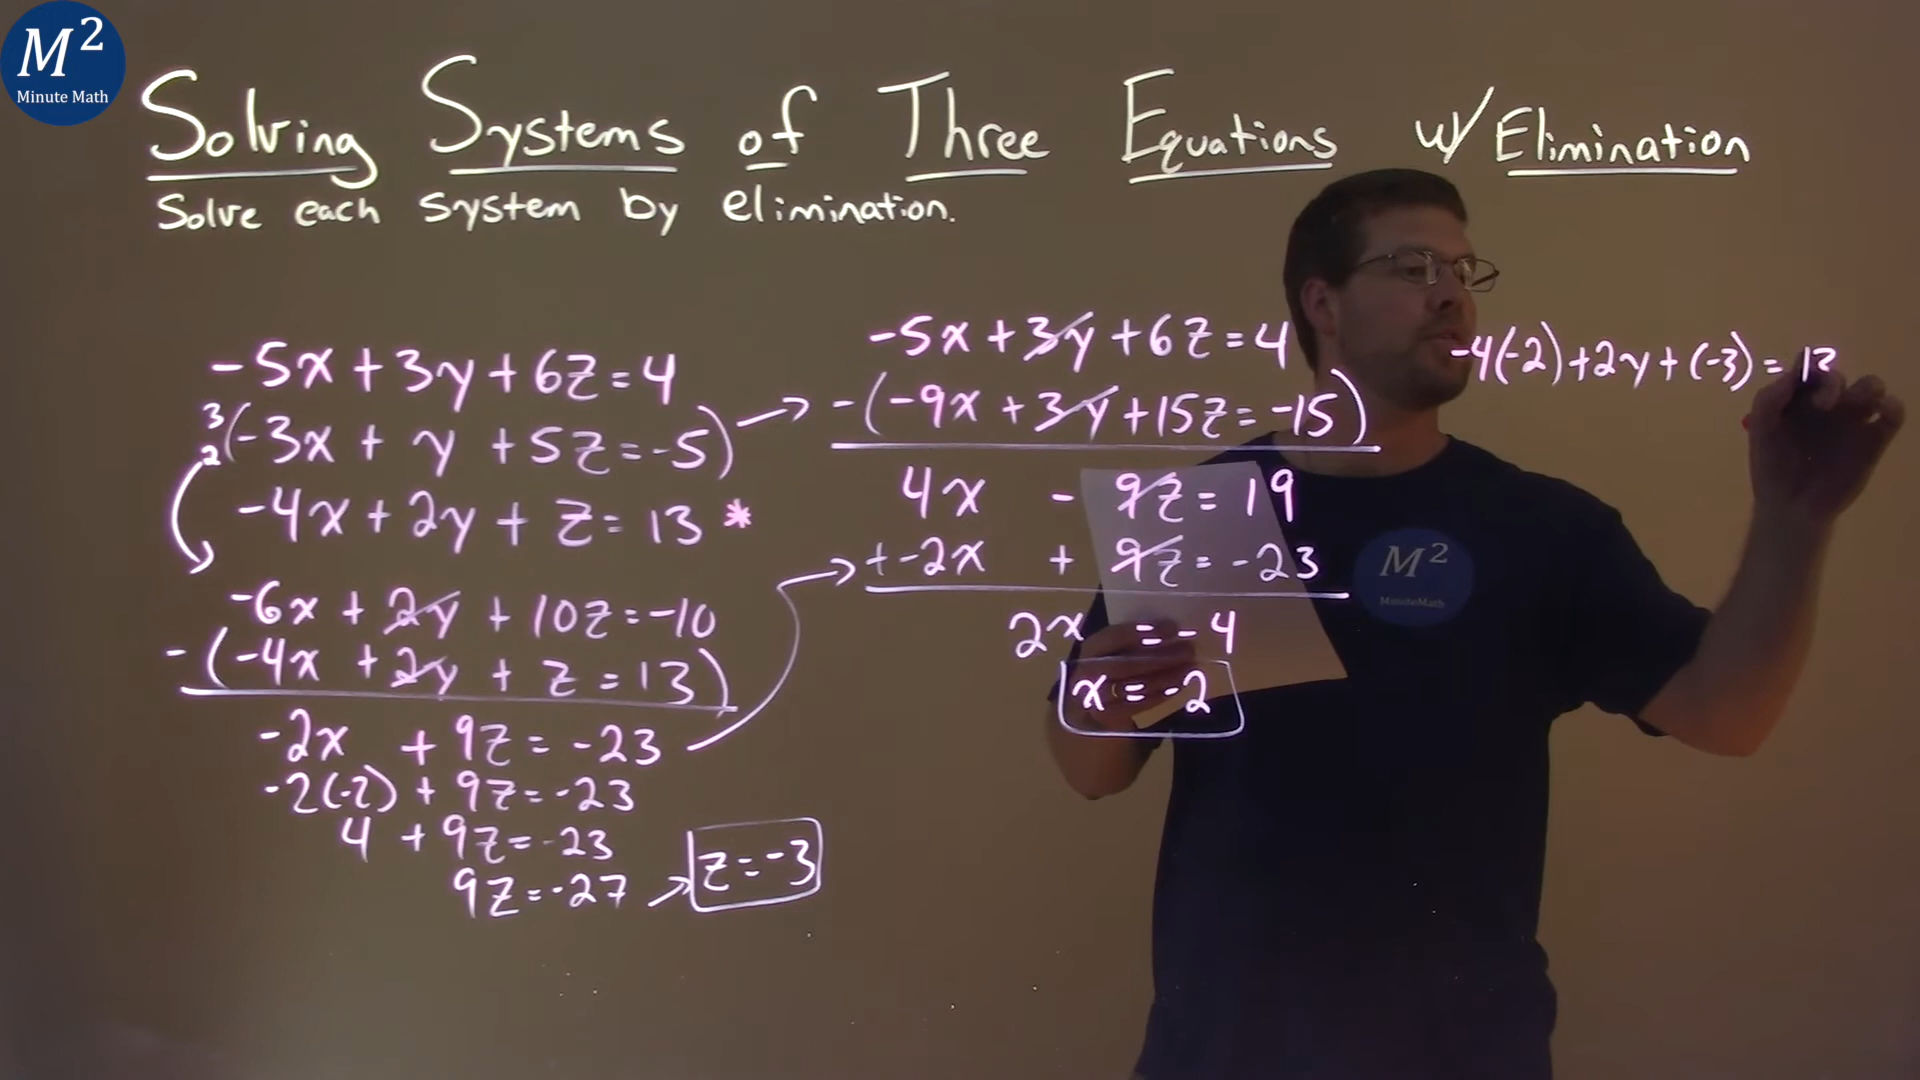 M²
Minute Math
Solving Systems of Three Equations w/ Elimination
Solve each system by elimination.
-5x + 3y + 6z = 4
3
2
(-3x + y + 5z = -5)
-4x + 2y + z = 13 *
-6x + 2y + 10z = -10
- (-4x + 2y + z = 13)
-2x + 9z = -23
-2(-2) + 9z = -23
4 + 9z = -23
9z = -27 → z = -3
-5x + 3y + 6z = 4
- (-9x + 3y + 15z = -15)
4x - 9z = 19
+ -2x + 9z = -23
2x = -4
x = -2
-4(-2) + 2y + (-3) = 13
M²
MinuteMath